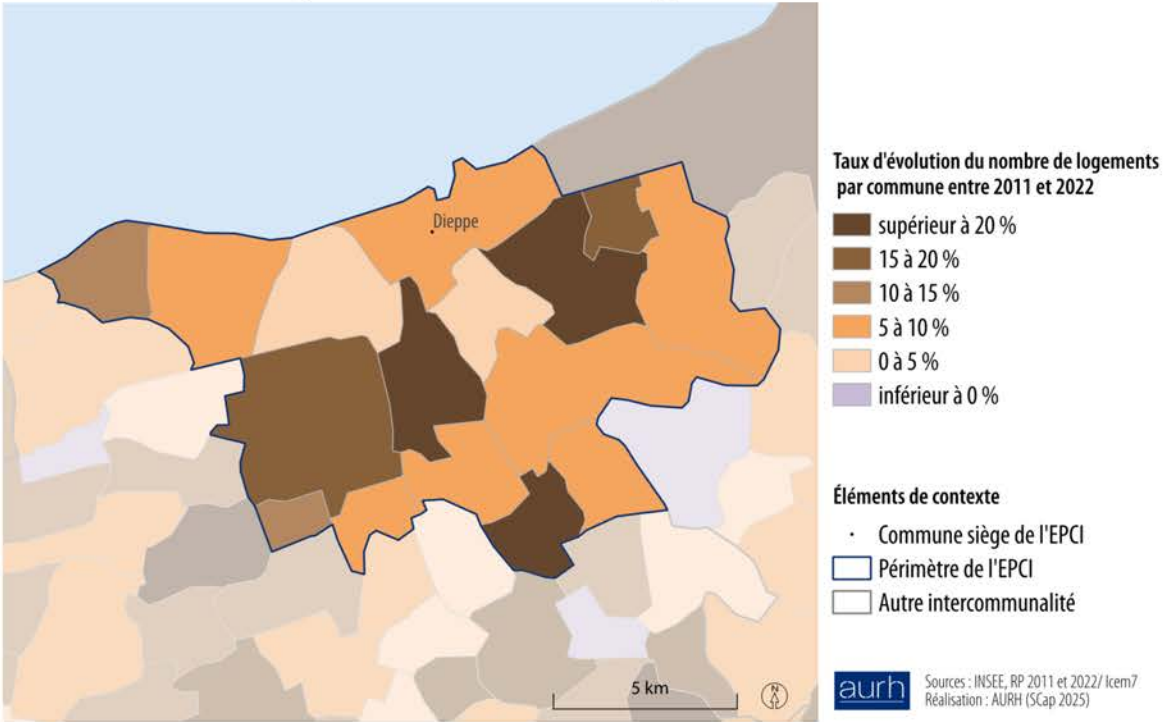 Dieppe
5 km
N
Taux d'évolution du nombre de logements
par commune entre 2011 et 2022
supérieur à 20 %
15 à 20 %
10 à 15 %
5 à 10 %
0 à 5 %
inférieur à 0 %
Éléments de contexte
Commune siège de l'EPCI
Périmètre de l'EPCI
Autre intercommunalité
aurh
Sources : INSEE, RP 2011 et 2022/ Icem7
Réalisation : AURH (SCap 2025)